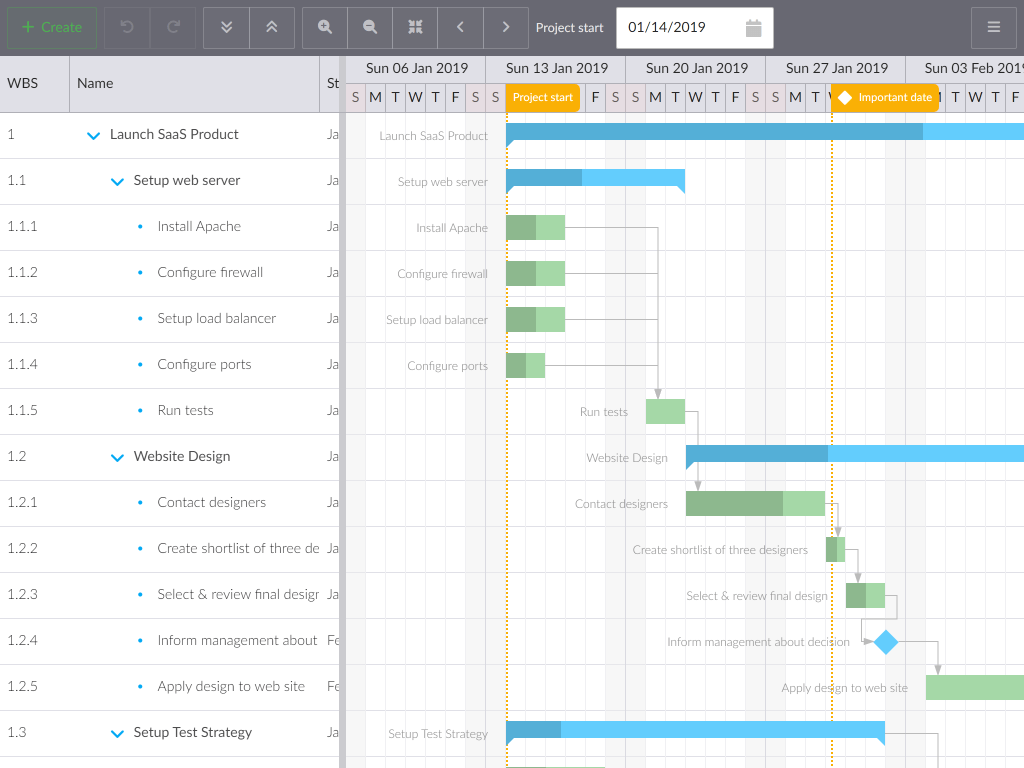 + Create
Project start
01/14/2019
WBS Name St
Sun 06 Jan 2019 Sun 13 Jan 2019 Sun 20 Jan 2019 Sun 27 Jan 2019 Sun 03 Feb 2019
S M T W T F S S Project start F S S M T W T F S S M T W Important date T W T F
1 Launch SaaS Product Ja Launch SaaS Product
1.1 Setup web server Ja Setup web server
1.1.1 Install Apache Ja Install Apache
1.1.2 Configure firewall Ja Configure firewall
1.1.3 Setup load balancer Ja Setup load balancer
1.1.4 Configure ports Ja Configure ports
1.1.5 Run tests Ja Run tests
1.2 Website Design Ja Website Design
1.2.1 Contact designers Ja Contact designers
1.2.2 Create shortlist of three de Ja Create shortlist of three designers
1.2.3 Select & review final design Ja Select & review final design
1.2.4 Inform management about Fe Inform management about decision
1.2.5 Apply design to web site Fe Apply design to web site
1.3 Setup Test Strategy Ja Setup Test Strategy